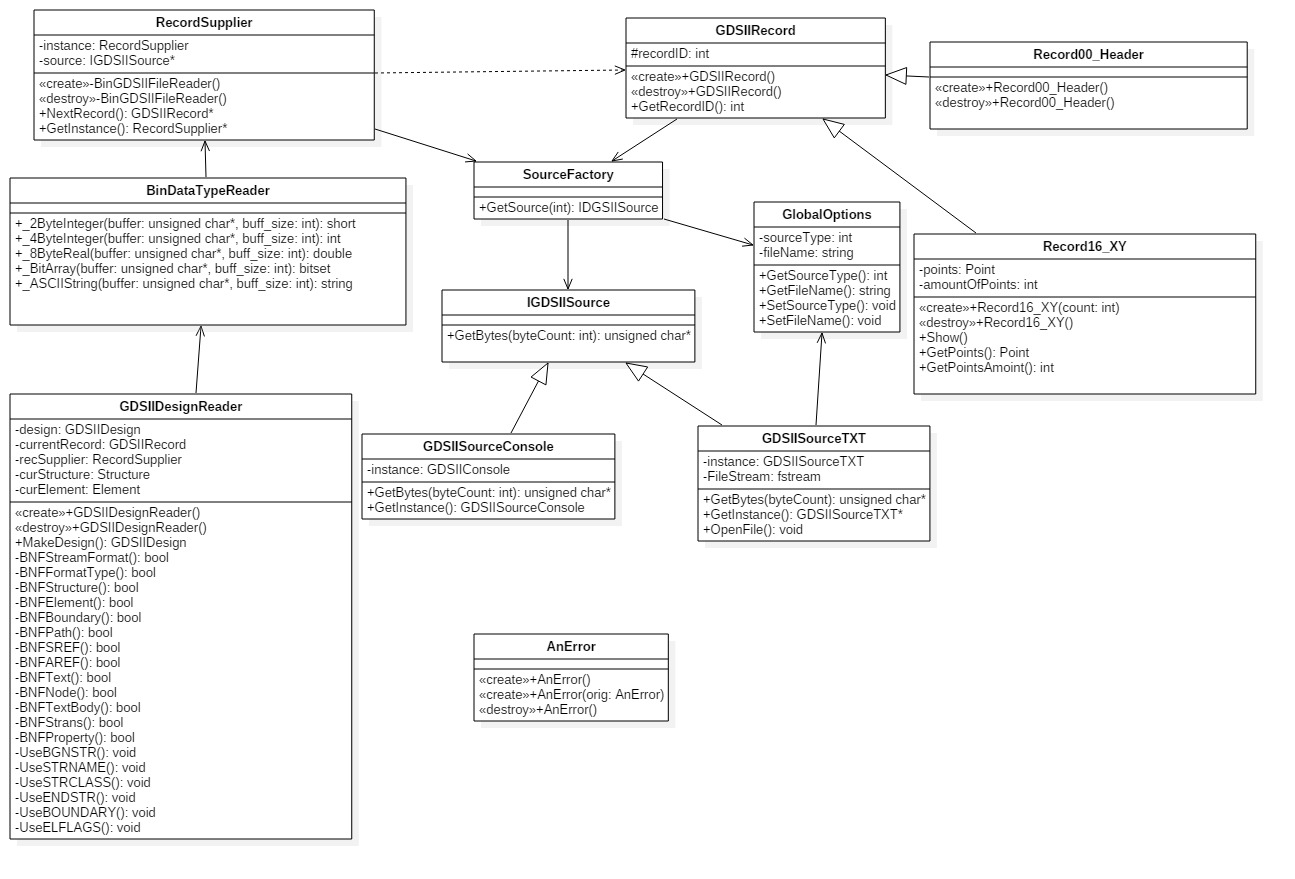 RecordSupplier
-instance: RecordSupplier
-source: IGDSIISource*
«create»-BinGDSIIFileReader()
«destroy»-BinGDSIIFileReader()
+NextRecord(): GDSIIRecord*
+GetInstance(): RecordSupplier*
GDSIIRecord
#recordID: int
«create»+GDSIIRecord()
«destroy»+GDSIIRecord()
+GetRecordID(): int
Record00_Header
«create»+Record00_Header()
«destroy»+Record00_Header()
BinDataTypeReader
+_2ByteInteger(buffer: unsigned char*, buff_size: int): short
+_4ByteInteger(buffer: unsigned char*, buff_size: int): int
+_8ByteReal(buffer: unsigned char*, buff_size: int): double
+_BitArray(buffer: unsigned char*, buff_size: int): bitset
+_ASCIIString(buffer: unsigned char*, buff_size: int): string
SourceFactory
+GetSource(int): IDGSIISource
GlobalOptions
-sourceType: int
-fileName: string
+GetSourceType(): int
+GetFileName(): string
+SetSourceType(): void
+SetFileName(): void
Record16_XY
-points: Point
-amountOfPoints: int
«create»+Record16_XY(count: int)
«destroy»+Record16_XY()
+Show()
+GetPoints(): Point
+GetPointsAmoint(): int
IGDSIISource
+GetBytes(byteCount: int): unsigned char*
GDSIIDesignReader
-design: GDSIIDesign
-currentRecord: GDSIIRecord
-recSupplier: RecordSupplier
-curStructure: Structure
-curElement: Element
«create»+GDSIIDesignReader()
«destroy»+GDSIIDesignReader()
+MakeDesign(): GDSIIDesign
-BNFStreamFormat(): bool
-BNFFormatType(): bool
-BNFStructure(): bool
-BNFElement(): bool
-BNFBoundary(): bool
-BNFPath(): bool
-BNFSREF(): bool
-BNFAREF(): bool
-BNFText(): bool
-BNFNode(): bool
-BNFTextBody(): bool
-BNFStrans(): bool
-BNFProperty(): bool
-UseBGNSTR(): void
-UseSTRNAME(): void
-UseSTRCLASS(): void
-UseENDSTR(): void
-UseBOUNDARY(): void
-UseELFLAGS(): void
GDSIISourceConsole
-instance: GDSIIConsole
+GetBytes(byteCount: int): unsigned char*
+GetInstance(): GDSIISourceConsole
GDSIISourceTXT
-instance: GDSIISourceTXT
-FileStream: fstream
+GetBytes(byteCount): unsigned char*
+GetInstance(): GDSIISourceTXT*
+OpenFile(): void
AnError
«create»+AnError()
«create»+AnError(orig: AnError)
«destroy»+AnError()